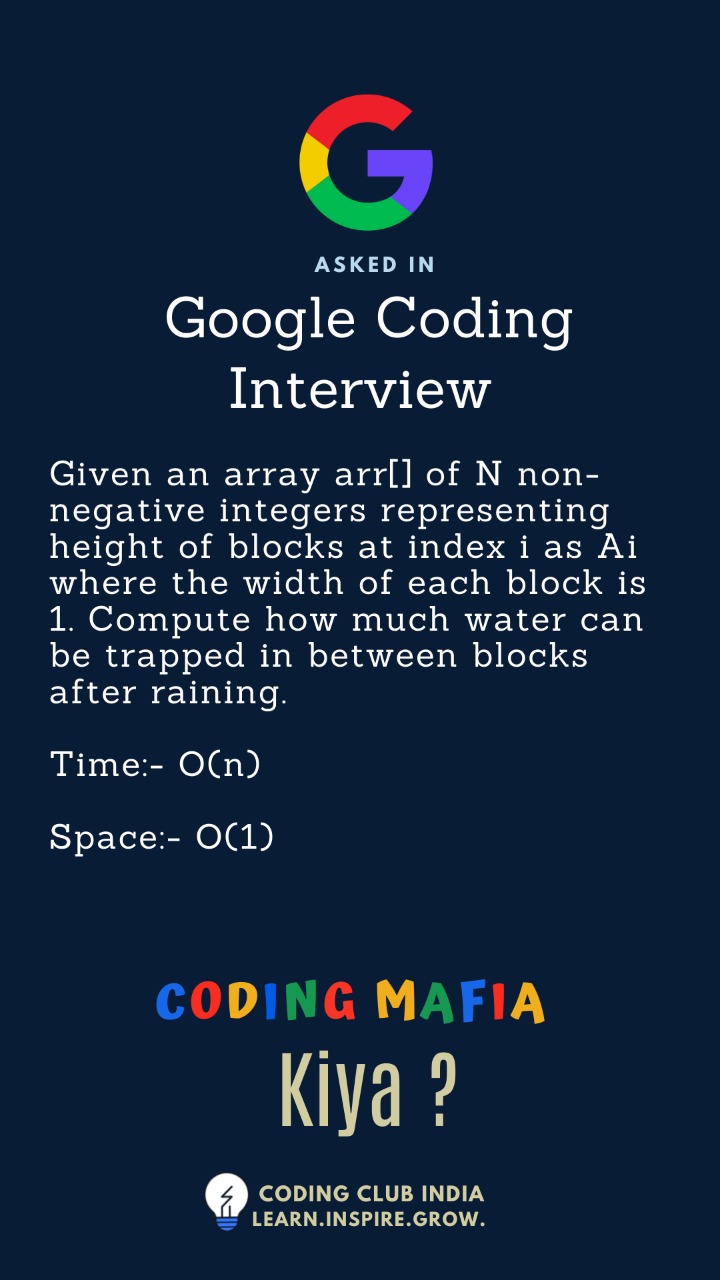 ASKED IN
Google Coding
Interview
Given an array arr[] of N non-
negative integers representing
height of blocks at index i as Ai
where the width of each block is
1. Compute how much water can
be trapped in between blocks
after raining.
Time:- O(n)
Space:- O(1)
CODING MAFIA
Kiya ?
CODING CLUB INDIA
LEARN.INSPIRE.GROW.